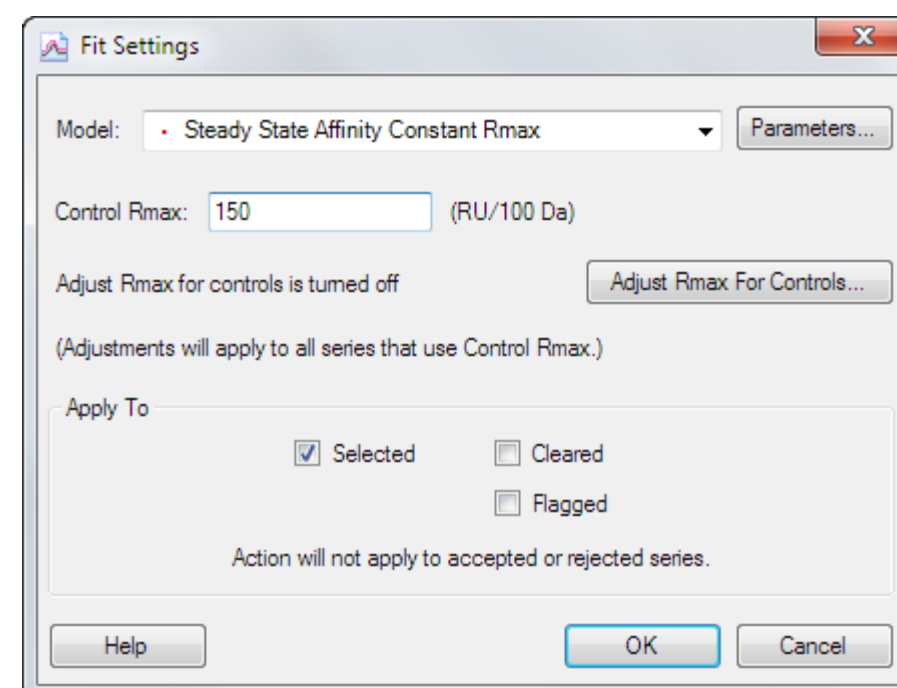 Fit Settings
Model: Steady State Affinity Constant Rmax Parameters...
Control Rmax: 150 (RU/100 Da)
Adjust Rmax for controls is turned off Adjust Rmax For Controls...
(Adjustments will apply to all series that use Control Rmax.)
Apply To
Selected Cleared
Flagged
Action will not apply to accepted or rejected series.
Help OK Cancel